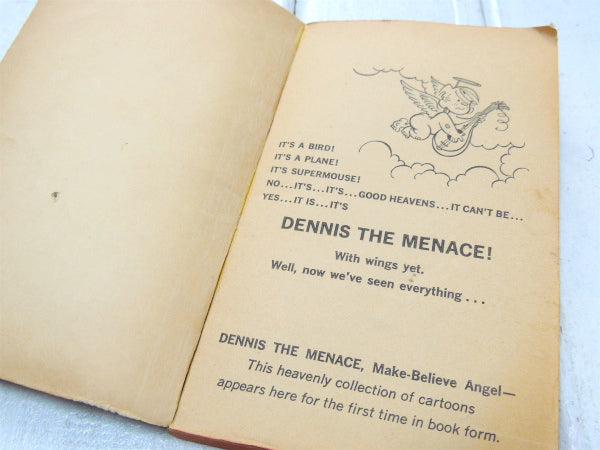 IT'S A BIRD!
IT'S A PLANE!
IT'S SUPERMOUSE!
NO...IT'S...IT'S...GOOD HEAVENS...IT CAN'T BE...
YES...IT IS...IT'S
DENNIS THE MENACE!
With wings yet.
Well, now we've seen everything...
DENNIS THE MENACE, Make-Believe Angel—
This heavenly collection of cartoons
appears here for the first time in book form.